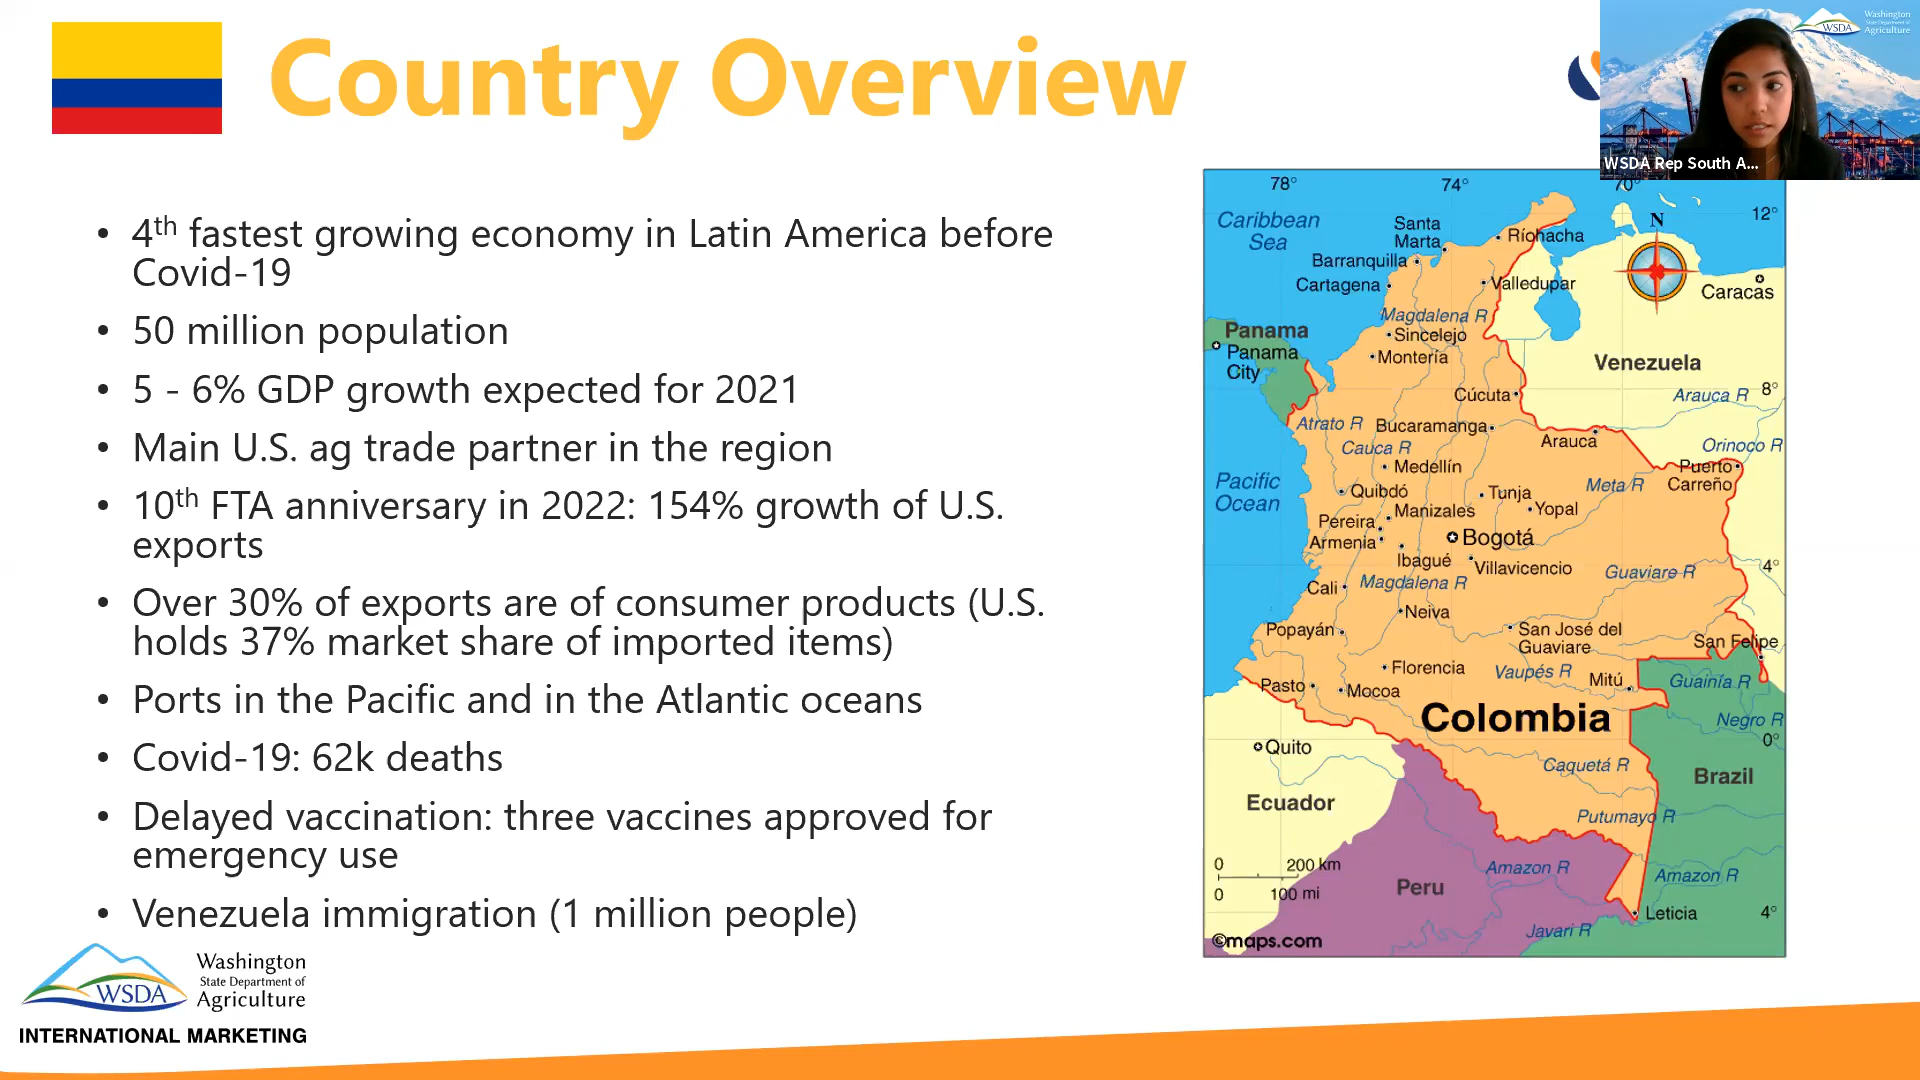 Country Overview
Washington
State Department of
Agriculture
WSDA
WSDA Rep South A...
• 4th fastest growing economy in Latin America before
Covid-19
• 50 million population
• 5 - 6% GDP growth expected for 2021
• Main U.S. ag trade partner in the region
• 10th FTA anniversary in 2022: 154% growth of U.S.
exports
• Over 30% of exports are of consumer products (U.S.
holds 37% market share of imported items)
• Ports in the Pacific and in the Atlantic oceans
• Covid-19: 62k deaths
• Delayed vaccination: three vaccines approved for
emergency use
• Venezuela immigration (1 million people)
78° 74° 70°
12°
Caribbean
Sea
N
Santa
Marta
Ríohacha
Barranquilla
Cartagena
Valledupar
Caracas
Magdalena R
Panama
Sincelejo
Panama
City
Montería
Venezuela
Cúcuta
Arauca R 8°
Atrato R
Bucaramanga
Arauca
Orinoco R
Cauca R
Medellín
Puerto
Carreño
Pacific
Ocean
Quibdó
Tunja
Meta R
Manizales
Yopal
Pereira
Armenia
Bogotá
Ibagué
Villavicencio
Guaviare R
4°
Cali
Magdalena R
Neiva
Popayán
San José del
Guaviare
San Felipe
Florencia
Vaupés R
Mitú
Guainía R
Pasto
Mocoa
Colombia
Negro R
0°
Quito
Caquetá R
Brazil
Ecuador
Putumayo R
0 200 km
0 100 mi
Amazon R
Amazon R
Peru
Leticia
4°
Javari R
©maps.com
WSDA
Washington
State Department of
Agriculture
INTERNATIONAL MARKETING